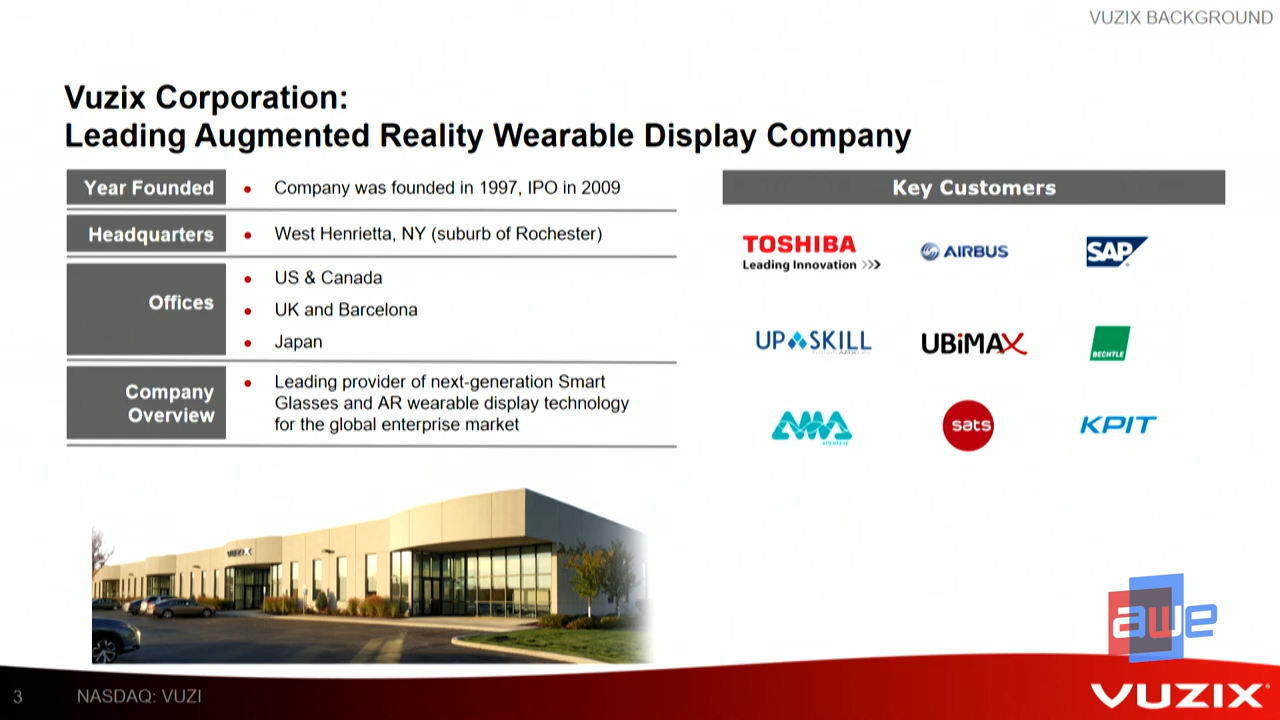 VUZIX BACKGROUND
Vuzix Corporation:
Leading Augmented Reality Wearable Display Company
Year Founded
Company was founded in 1997, IPO in 2009
Headquarters
West Henrietta, NY (suburb of Rochester)
Offices
US & Canada
UK and Barcelona
Japan
Company
Overview
Leading provider of next-generation Smart
Glasses and AR wearable display technology
for the global enterprise market
Key Customers
TOSHIBA
Leading Innovation >>>
AIRBUS
SAP
UPSKILL
UBiMAX
BECHTLE
AMA
XPERTEYE
sats
KPIT
VUZIX
awe
3
NASDAQ: VUZI
VUZIX